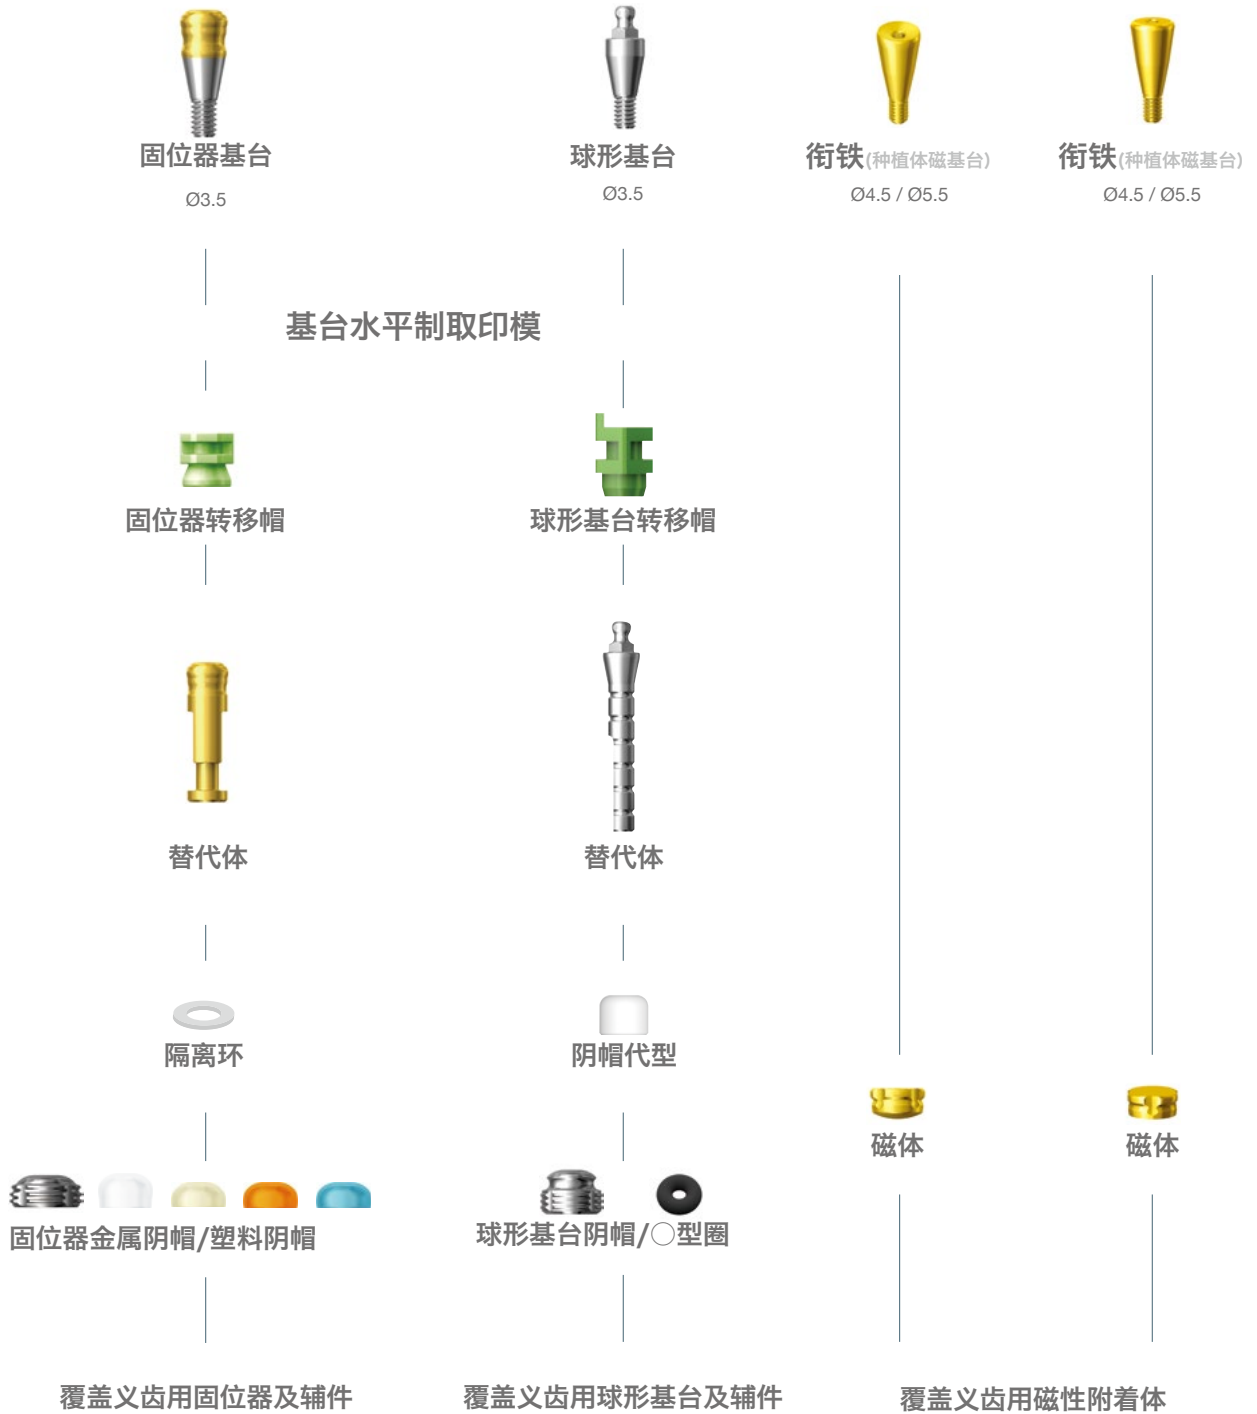 固位器基台
球形基台
衔铁(种植体磁基台)
衔铁(种植体磁基台)
Ø3.5
Ø3.5
Ø4.5 / Ø5.5
Ø4.5 / Ø5.5
基台水平制取印模
固位器转移帽
球形基台转移帽
替代体
替代体
隔离环
阴帽代型
磁体
磁体
固位器金属阴帽/塑料阴帽
球形基台阴帽/〇型圈
覆盖义齿用固位器及辅件
覆盖义齿用球形基台及辅件
覆盖义齿用磁性附着体